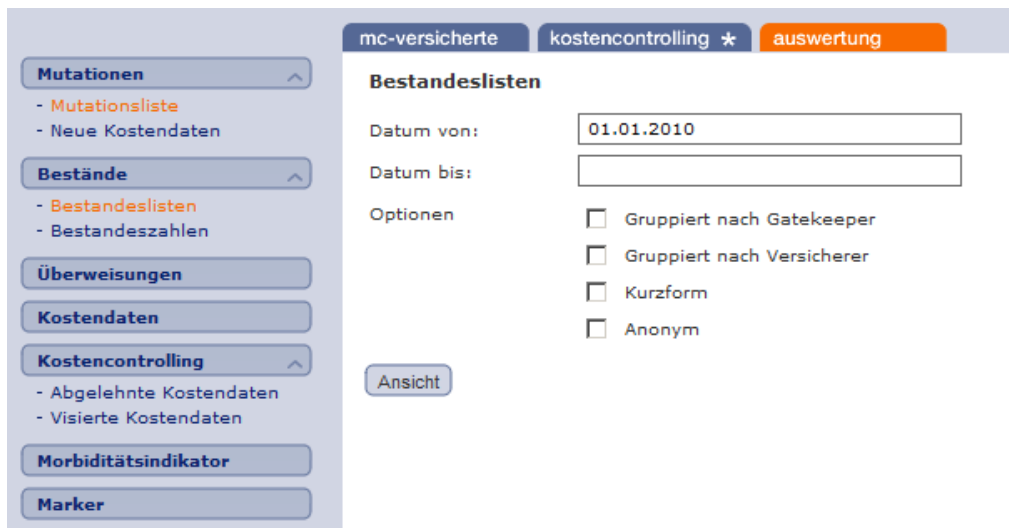 mc-versicherte kostencontrolling * auswertung
Mutationen
- Mutationsliste
- Neue Kostendaten
Bestände
- Bestandeslisten
- Bestandeszahlen
Überweisungen
Kostendaten
Kostencontrolling
- Abgelehnte Kostendaten
- Visierte Kostendaten
Morbiditätsindikator
Marker
Bestandeslisten
Datum von: 01.01.2010
Datum bis:
Optionen
Gruppiert nach Gatekeeper
Gruppiert nach Versicherer
Kurzform
Anonym
Ansicht